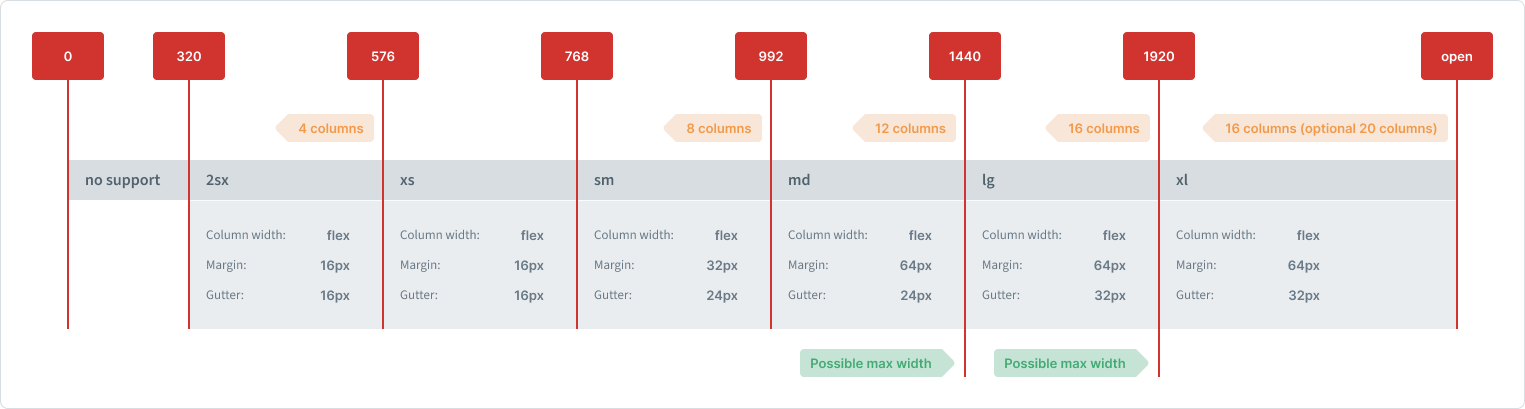 0 320 576 768 992 1440 1920 open
4 columns 8 columns 12 columns 16 columns 16 columns (optional 20 columns)
no support 2sx xs sm md lg xl
Column width: flex Column width: flex Column width: flex Column width: flex Column width: flex Column width: flex
Margin: 16px Margin: 16px Margin: 32px Margin: 64px Margin: 64px Margin: 64px
Gutter: 16px Gutter: 16px Gutter: 24px Gutter: 24px Gutter: 32px Gutter: 32px
Possible max width Possible max width